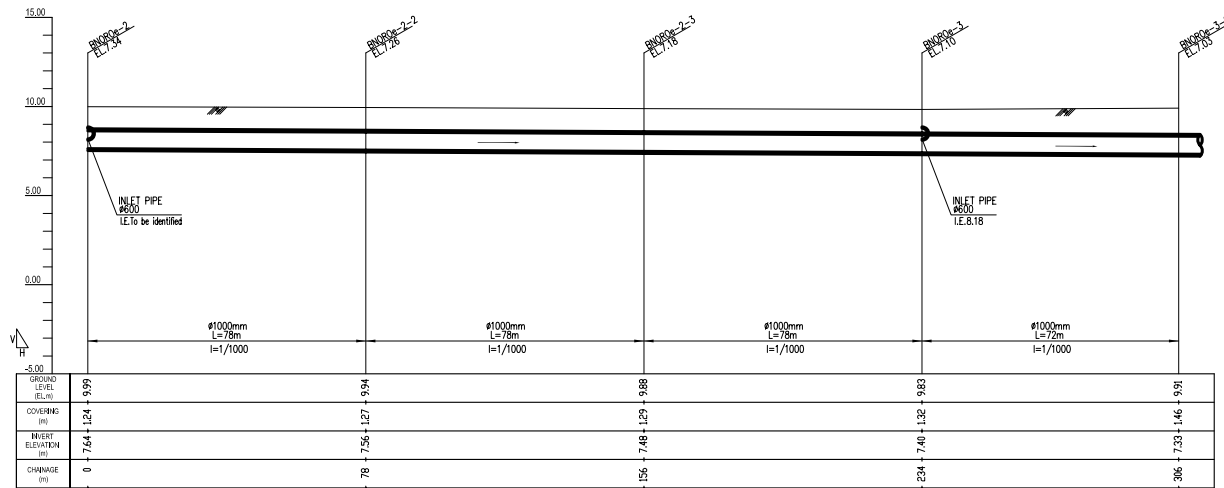 15.00
10.00
5.00
0.00
-5.00
V
H
BNORQe-2
EL.7.34
BNORQe-2-2
EL.7.26
BNORQe-2-3
EL.7.18
BNORQe-3
EL.7.10
EL.7.03
INLET PIPE
Ø600
I.E.To be identified
INLET PIPE
Ø600
I.E.8.18
Ø1000mm
L=78m
I=1/1000
Ø1000mm
L=78m
I=1/1000
Ø1000mm
L=78m
I=1/1000
Ø1000mm
L=72m
I=1/1000
GROUND
LEVEL
(EL.m)
9.99
9.94
9.88
9.83
9.91
COVERING
(m)
1.24
1.27
1.29
1.32
1.46
INVERT
ELEVATION
(m)
7.64
7.56
7.48
7.40
7.33
CHAINAGE
(m)
0
78
156
234
306